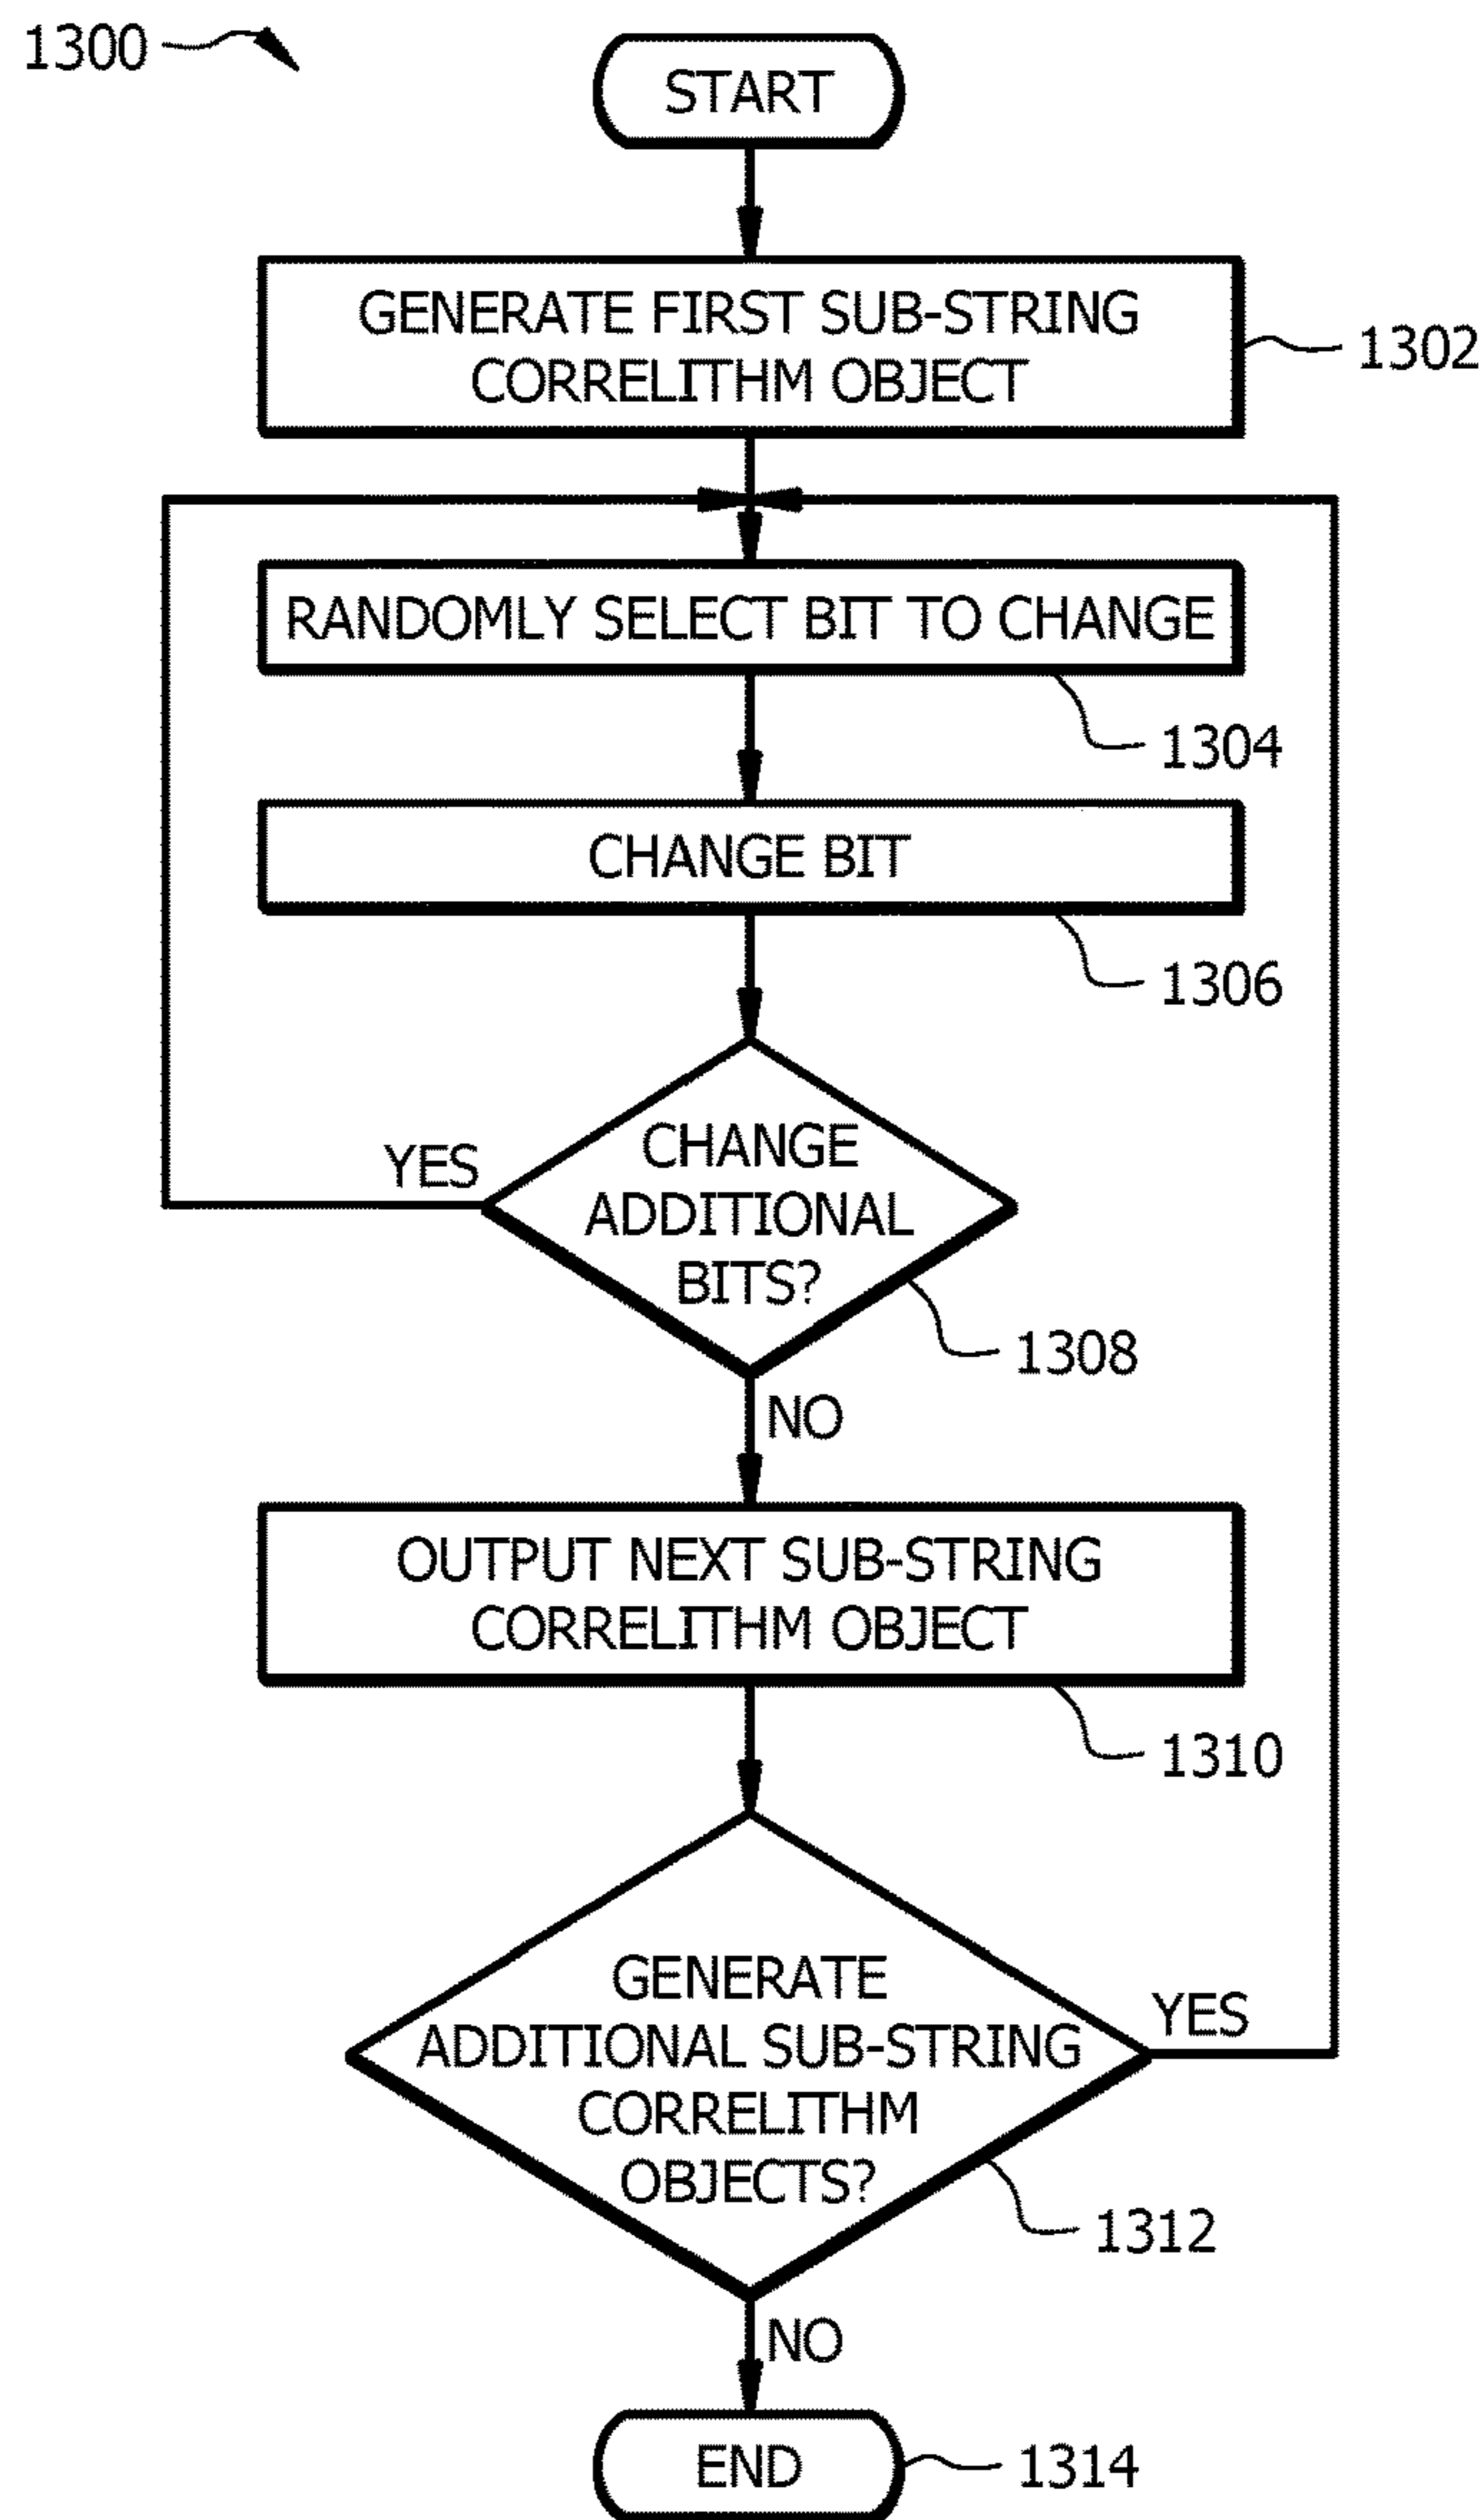 1300
START
GENERATE FIRST SUB-STRING
CORRELITHM OBJECT
1302
RANDOMLY SELECT BIT TO CHANGE
1304
CHANGE BIT
1306
CHANGE
ADDITIONAL
BITS?
YES
1308
NO
OUTPUT NEXT SUB-STRING
CORRELITHM OBJECT
1310
GENERATE
ADDITIONAL SUB-STRING
CORRELITHM
OBJECTS?
YES
1312
NO
END
1314